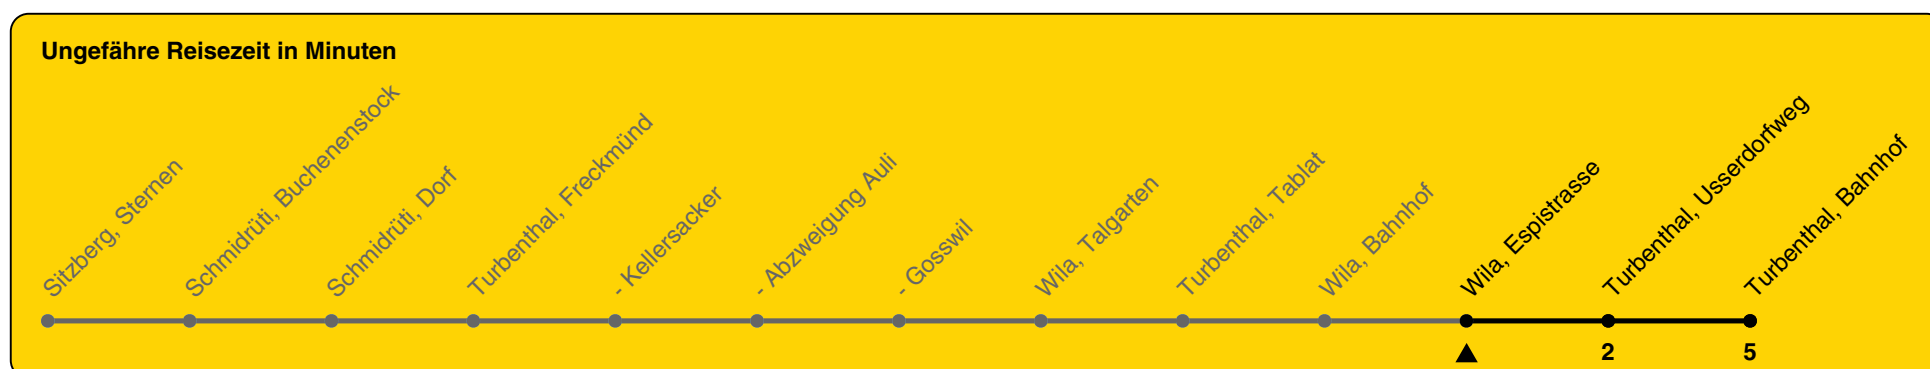 Ungefähre Reisezeit in Minuten
Sitzberg, Sternen
Schmidrüti, Buchenenstock
Schmidrüti, Dorf
Turbenthal, Freckmünd
- Kellersacker
- Abzweigung Auli
- Gosswil
Wila, Talgarten
Turbenthal, Tablat
Wila, Bahnhof
Wila, Espistrasse
Turbenthal, Usserdorfweg
Turbenthal, Bahnhof
2
5